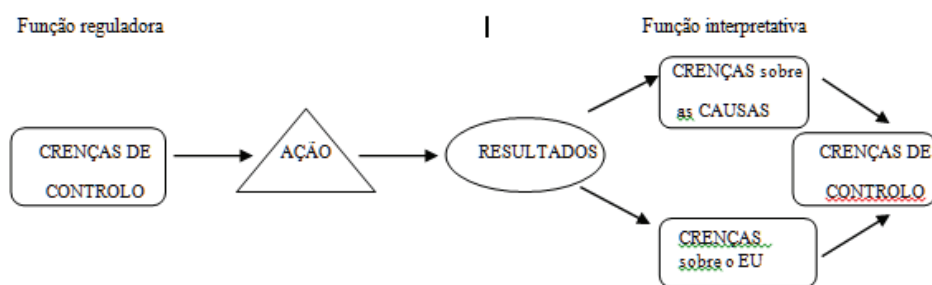 Função reguladora
Função interpretativa
CRENÇAS DE
CONTROLO
AÇÃO
RESULTADOS
CRENÇAS sobre
as CAUSAS
CRENÇAS
sobre o EU
CRENÇAS DE
CONTROLO